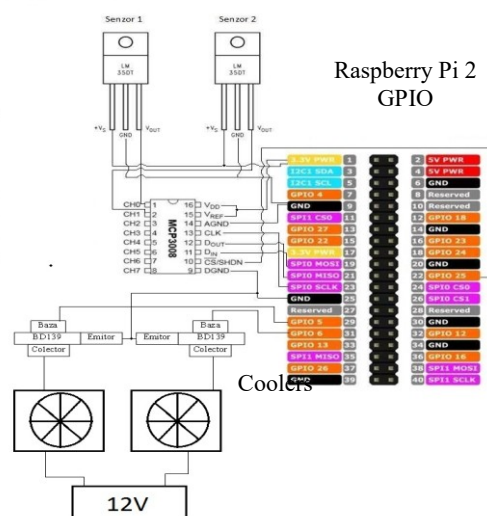 Senzor 1
Senzor 2
LM
35DT
LM
35DT
+Vs
GND
VOUT
+Vs
GND
VOUT
Raspberry Pi 2
GPIO
CH0 1 16 VDD
CH1 2 15 VREF
CH2 3 14 AGND
CH3 4 13 CLK
CH4 5 12 DOUT
CH5 6 11 DIN
CH6 7 10 CS/SHDN
CH7 8 9 DGND
MCP3008
3.3V PWR 1 2 5V PWR
I2C1 SDA 3 4 5V PWR
I2C1 SCL 5 6 GND
GPIO 4 7 8 Reserved
GND 9 10 Reserved
SPI1 CS0 11 12 GPIO 18
GPIO 27 13 14 GND
GPIO 22 15 16 GPIO 23
3.3V PWR 17 18 GPIO 24
SPI0 MOSI 19 20 GND
SPI0 MISO 21 22 GPIO 25
SPI0 SCLK 23 24 SPI0 CS0
GND 25 26 SPI0 CS1
Reserved 27 28 Reserved
GPIO 5 29 30 GND
GPIO 6 31 32 GPIO 12
GPIO 13 33 34 GND
SPI1 MISO 35 36 GPIO 16
GPIO 26 37 38 SPI1 MOSI
GND 39 40 SPI1 SCLK
Baza
BD139
Emitor
Colector
Baza
Emitor
BD139
Colector
Coolers
12V